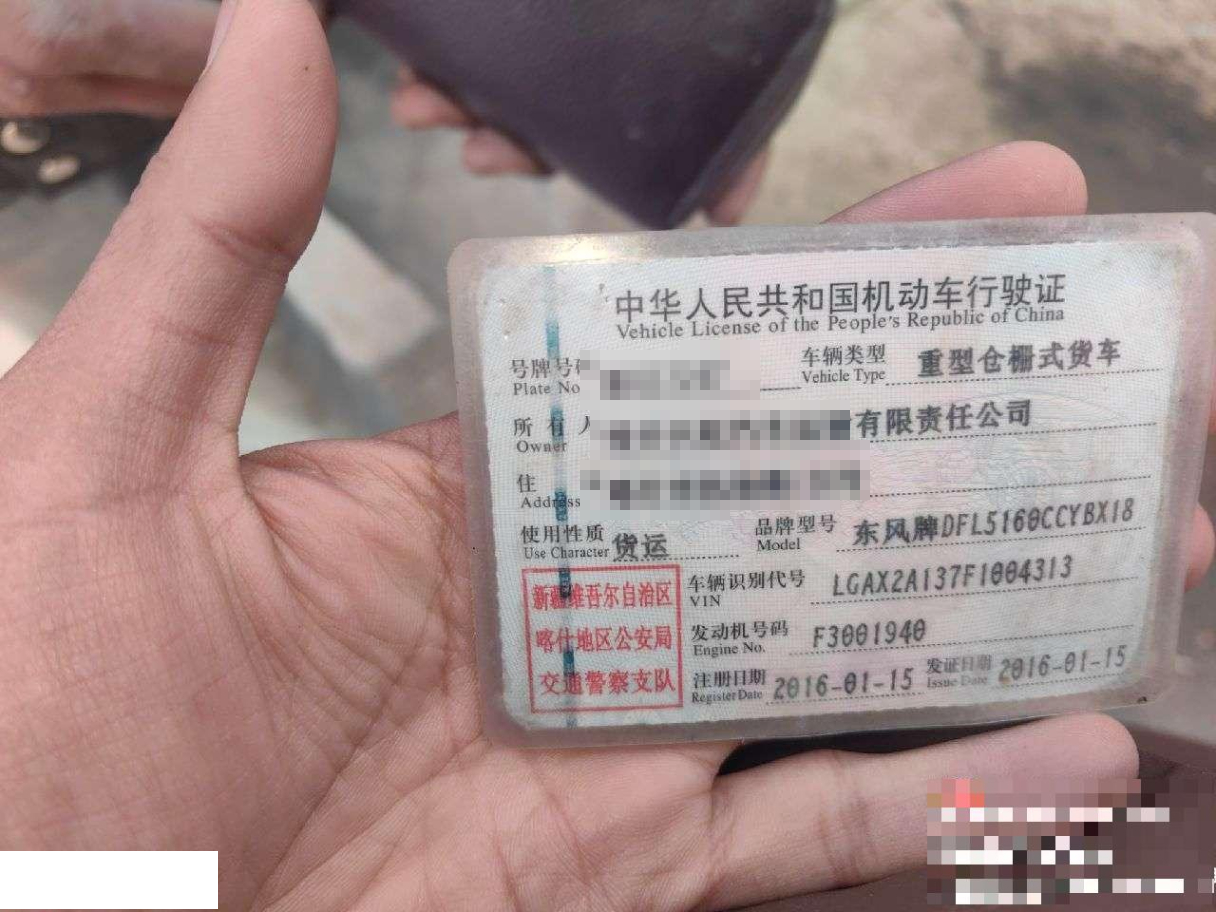 中华人民共和国机动车行驶证
Vehicle License of the People's Republic of China
号牌号 车辆类型 重型仓栅式货车
Plate No Vehicle Type
所有人 有限责任公司
Owner
住
Address
使用性质 货运 品牌型号 东风牌DFL5160CCYBX18
Use Character Model
新疆维吾尔自治区
喀什地区公安局
交通警察支队
车辆识别代号 LGAX2A137F1004313
VIN
发动机号码 F3001940
Engine No.
注册日期 2016-01-15 发证日期 2016-01-15
Register Date Issue Date